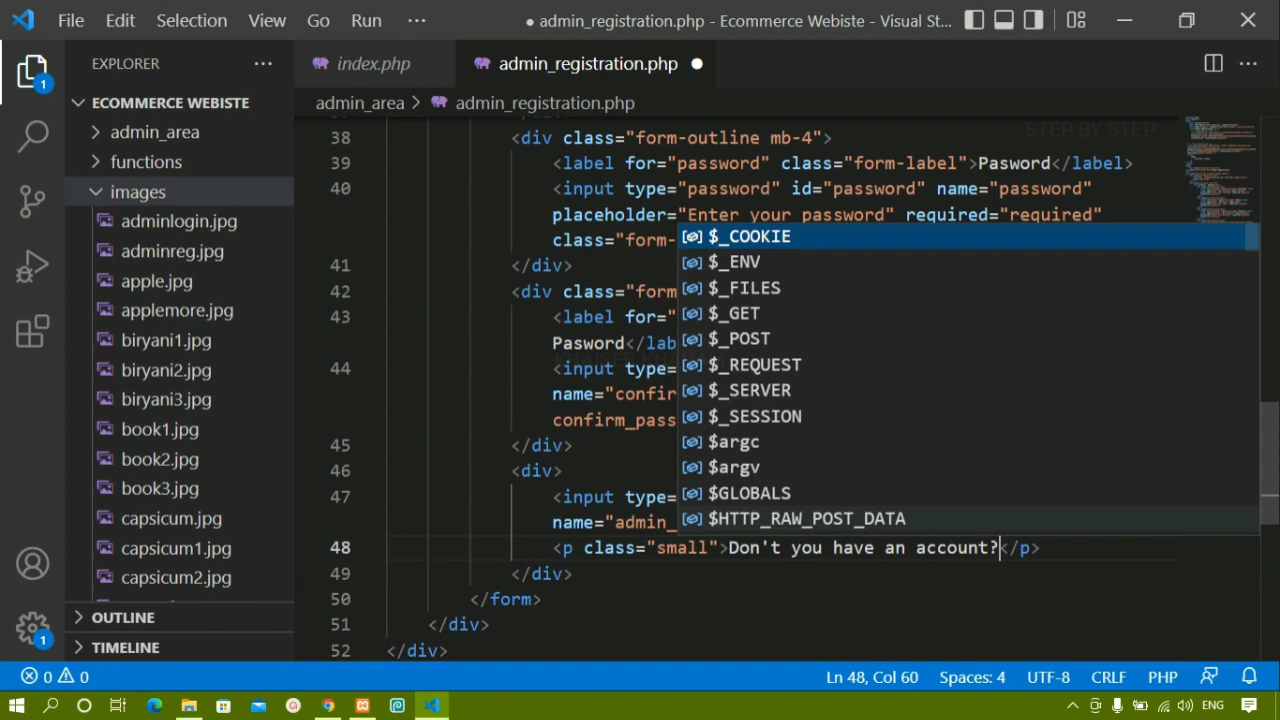 File Edit Selection View Go Run ··· ● admin_registration.php - Ecommerce Webiste - Visual St...
EXPLORER ···
index.php
admin_registration.php ●
···
admin_area > admin_registration.php
1
ECOMMERCE WEBISTE
admin_area
functions
images
adminlogin.jpg
adminreg.jpg
apple.jpg
applemore.jpg
biryani1.jpg
biryani2.jpg
biryani3.jpg
book1.jpg
book2.jpg
book3.jpg
capsicum.jpg
capsicum1.jpg
capsicum2.jpg
OUTLINE
TIMELINE
1
STEP BY STEP
38 <div class="form-outline mb-4">
39 <label for="password" class="form-label">Pasword</label>
40 <input type="password" id="password" name="password"
placeholder="Enter your password" required="required"
class="form-
41 </div>
42 <div class="form
43 <label for="
Pasword</lab
44 <input type=
name="confir
confirm_pass
45 </div>
46 <div>
47 <input type=
name="admin_
48 <p class="small">Don't you have an account?</p>
49 </div>
50 </form>
51 </div>
52 </div>
$_COOKIE
$_ENV
$_FILES
$_GET
$_POST
$_REQUEST
$_SERVER
$_SESSION
$argc
$argv
$GLOBALS
$HTTP_RAW_POST_DATA
0 0 Ln 48, Col 60 Spaces: 4 UTF-8 CRLF PHP
ENG